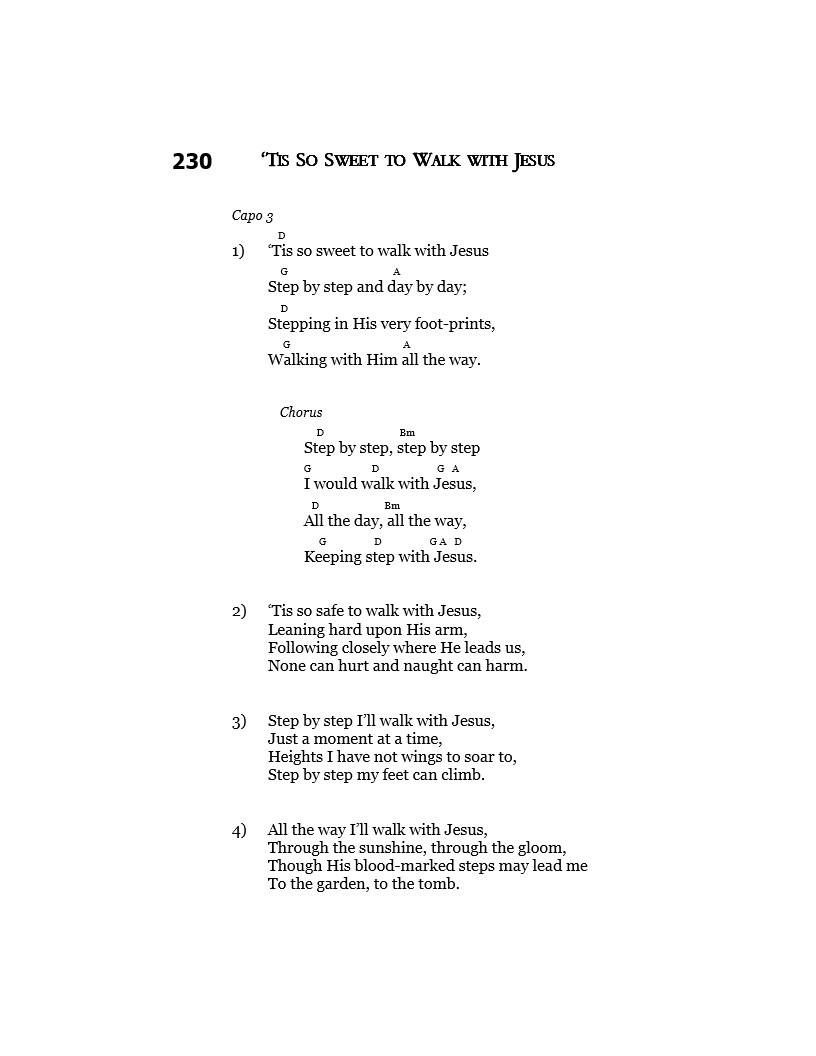 230 ‘Tis So Sweet to Walk with Jesus
Capo 3
D
1) ‘Tis so sweet to walk with Jesus
G A
Step by step and day by day;
D
Stepping in His very foot-prints,
G A
Walking with Him all the way.
Chorus
D Bm
Step by step, step by step
G D G A
I would walk with Jesus,
D Bm
All the day, all the way,
G D G A D
Keeping step with Jesus.
2) ‘Tis so safe to walk with Jesus,
Leaning hard upon His arm,
Following closely where He leads us,
None can hurt and naught can harm.
3) Step by step I’ll walk with Jesus,
Just a moment at a time,
Heights I have not wings to soar to,
Step by step my feet can climb.
4) All the way I’ll walk with Jesus,
Through the sunshine, through the gloom,
Though His blood-marked steps may lead me
To the garden, to the tomb.